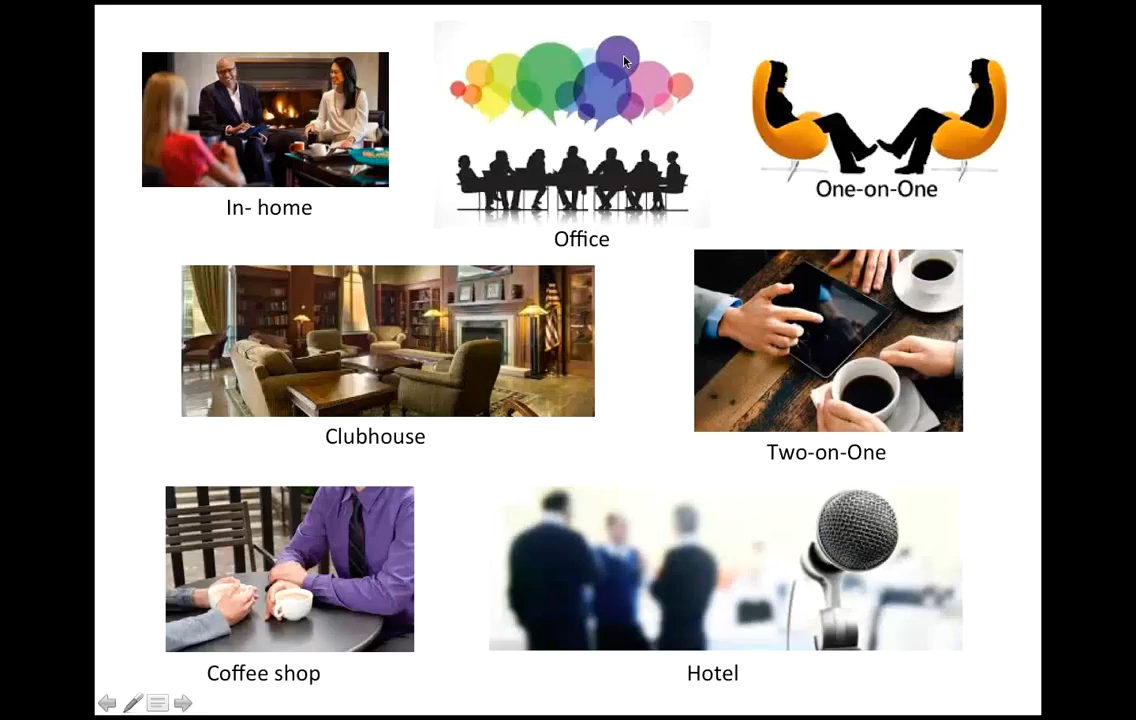 In- home
Office
One-on-One
Clubhouse
Two-on-One
Coffee shop
Hotel